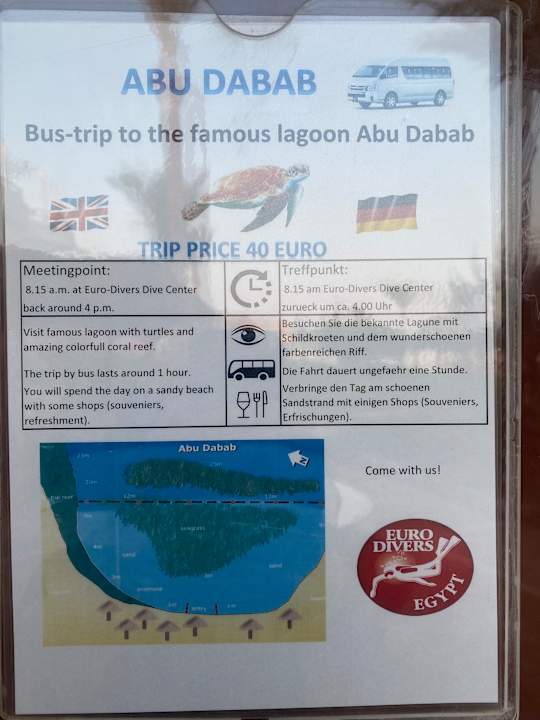 ABU DABAB
Bus-trip to the famous lagoon Abu Dabab
TRIP PRICE 40 EURO
Meetingpoint:
8.15 a.m. at Euro-Divers Dive Center
back around 4 p.m.
Treffpunkt:
8.15 am Euro-Divers Dive Center
zurueck um ca. 4.00 Uhr
Visit famous lagoon with turtles and
amazing colorfull coral reef.
The trip by bus lasts around 1 hour.
You will spend the day on a sandy beach
with some shops (souveniers,
refreshment).
Besuchen Sie die bekannte Lagune mit
Schildkroeten und dem wunderschoenen
farbenreichen Riff.
Die Fahrt dauert ungefaehr eine Stunde.
Verbringe den Tag am schoenen
Sandstrand mit einigen Shops (Souveniers,
Erfrischungen).
Abu Dabab
N
seagrass
sand
sand
entry
Come with us!
EURO
DIVERS
EGYPT